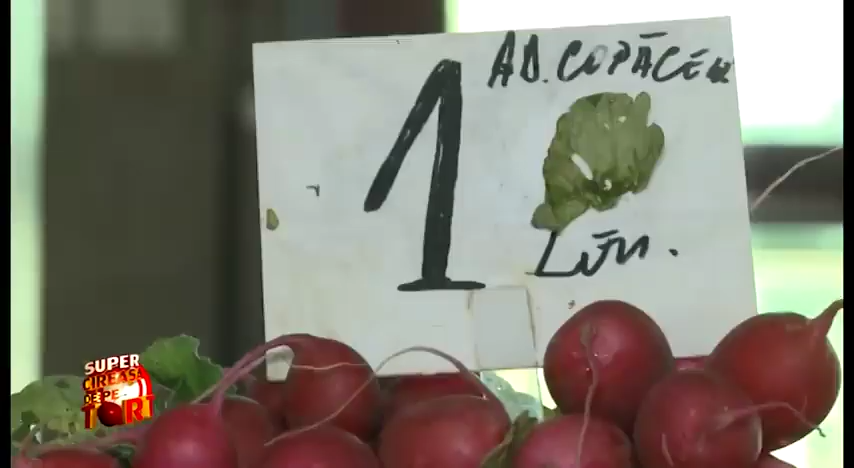 AD. COPĂCEN
1
LEU.
SUPER
CIREAȘA
DE PE
TORT